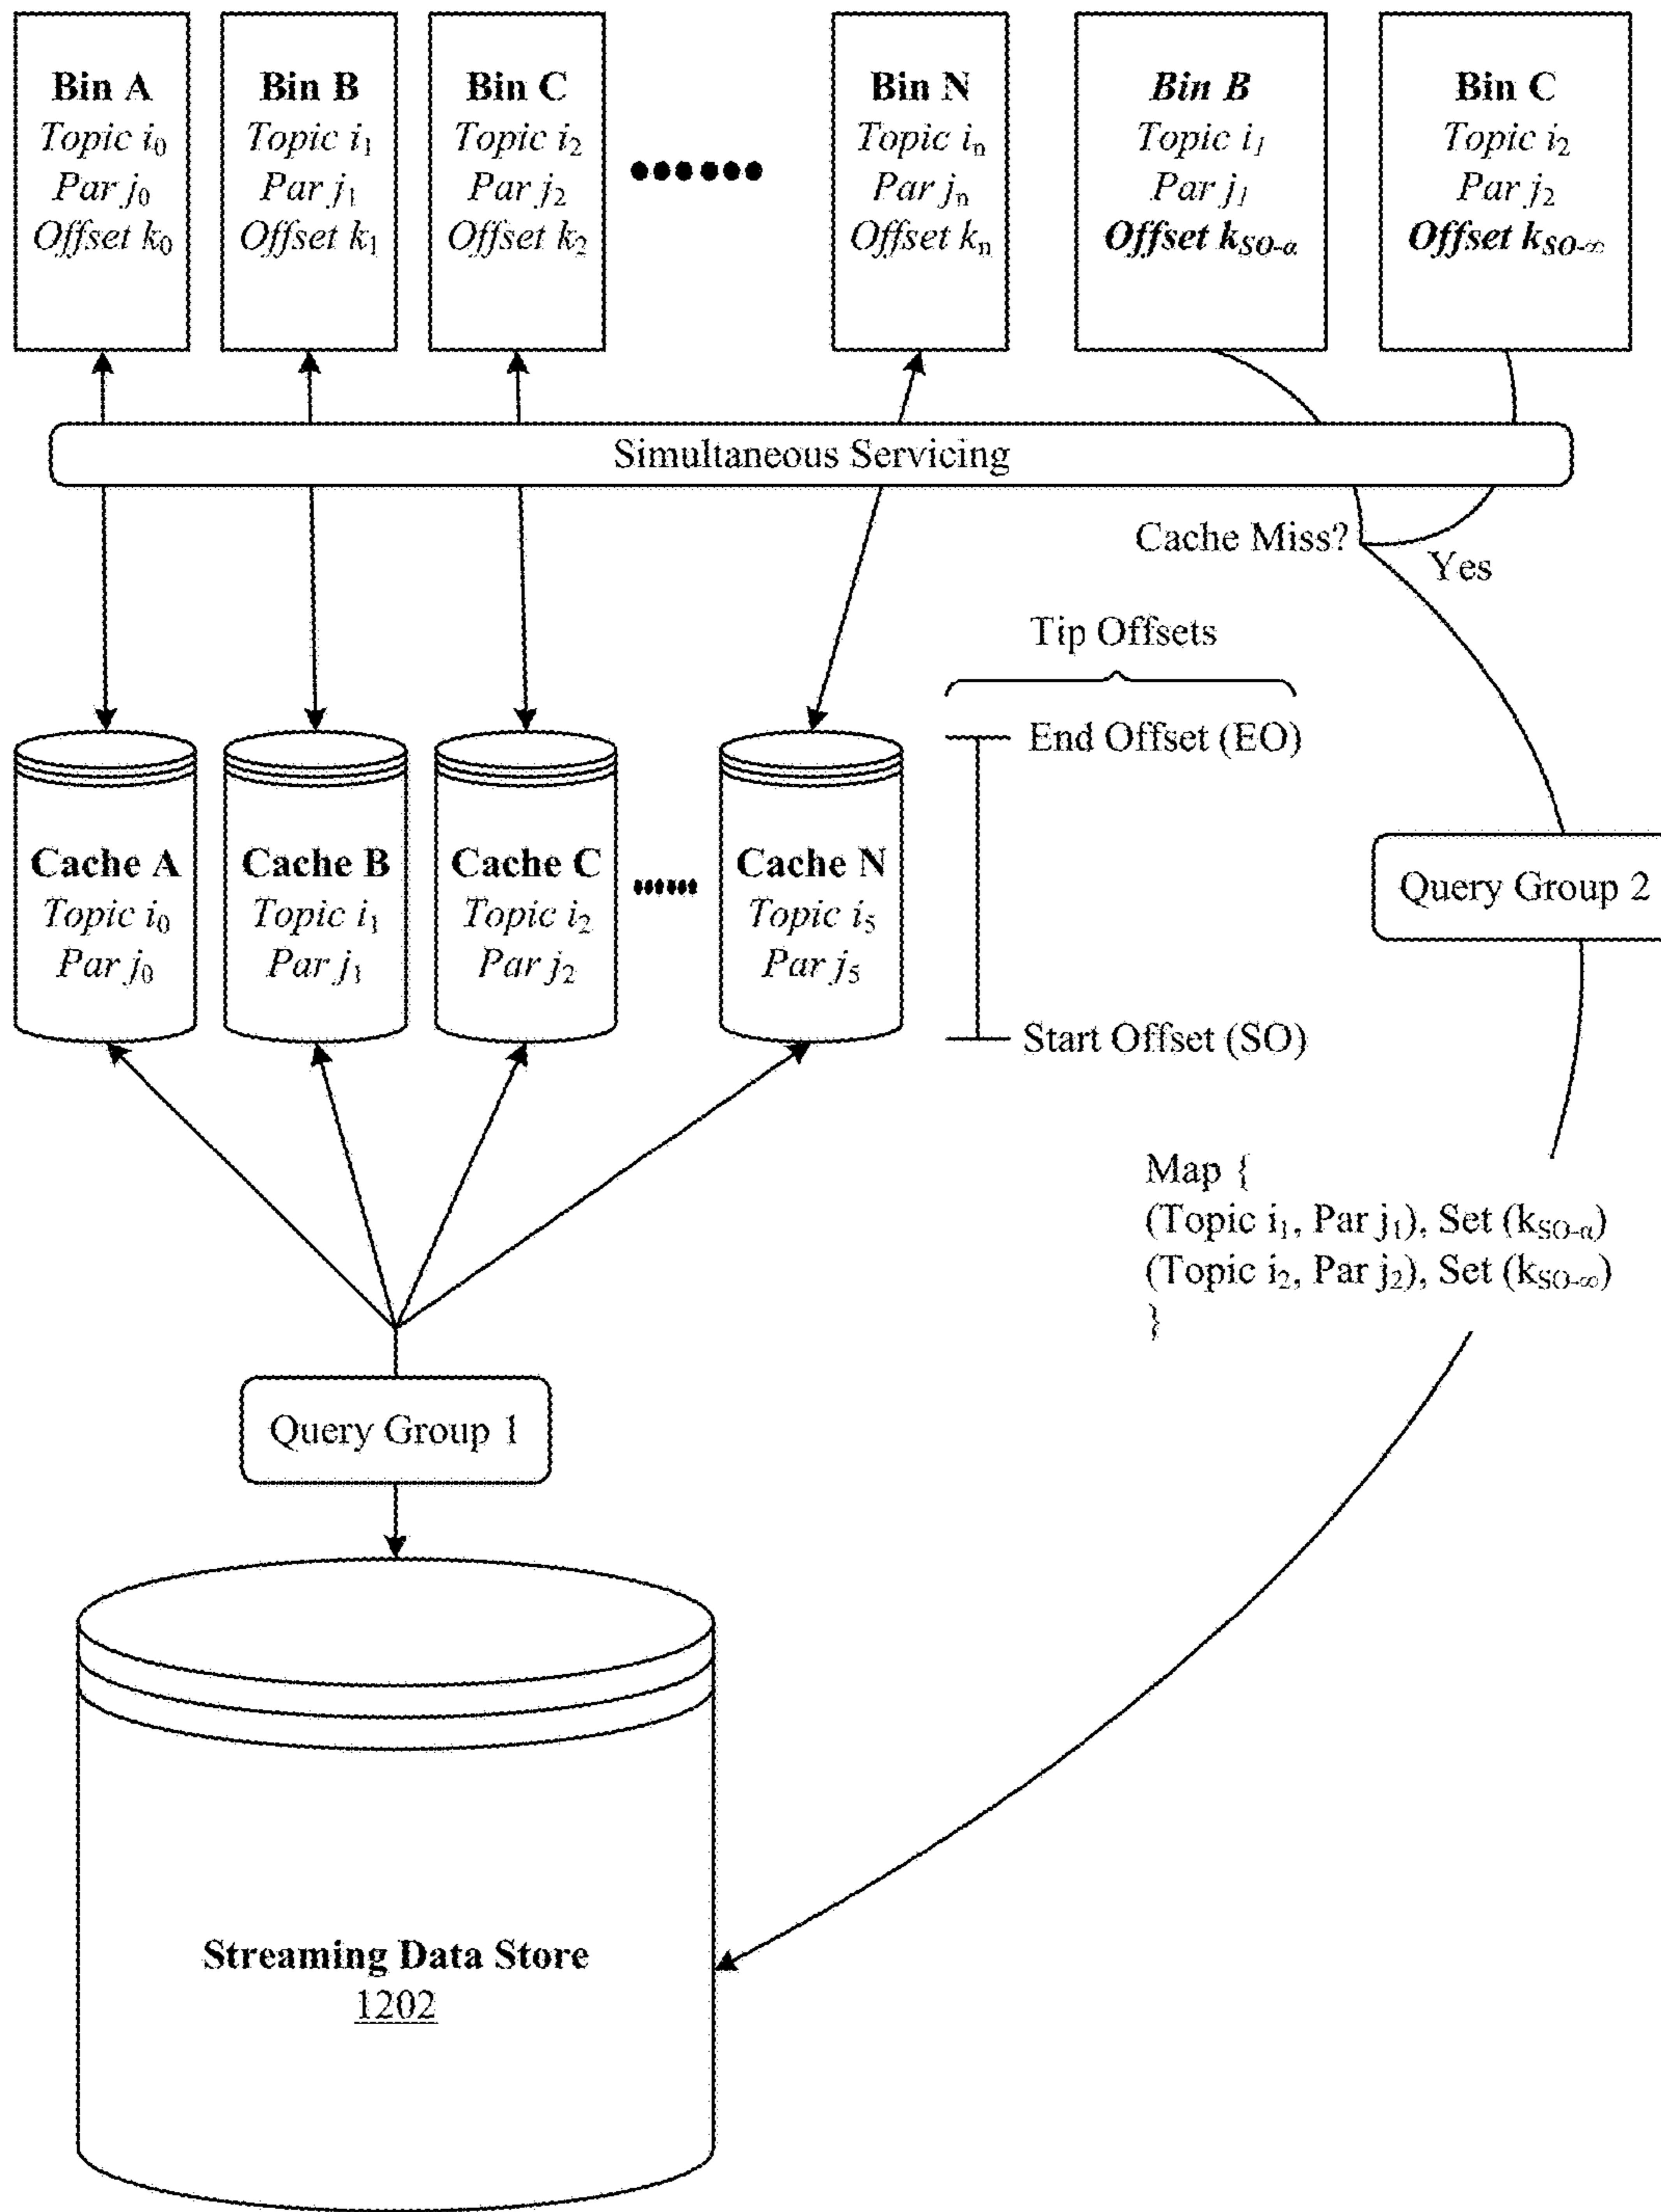 Bin A
Topic i₀
Par j₀
Offset k₀
Bin B
Topic i₁
Par j₁
Offset k₁
Bin C
Topic i₂
Par j₂
Offset k₂
Bin N
Topic iₙ
Par jₙ
Offset kₙ
Bin B
Topic i₁
Par j₁
Offset k_SO-α
Bin C
Topic i₂
Par j₂
Offset k_SO-∞
Simultaneous Servicing
Cache Miss?
Yes
Tip Offsets
End Offset (EO)
Start Offset (SO)
Cache A
Topic i₀
Par j₀
Cache B
Topic i₁
Par j₁
Cache C
Topic i₂
Par j₂
Cache N
Topic i₅
Par j₅
Query Group 2
Map {
(Topic i₁, Par j₁), Set (k_SO-α)
(Topic i₂, Par j₂), Set (k_SO-∞)
}
Query Group 1
Streaming Data Store
1202